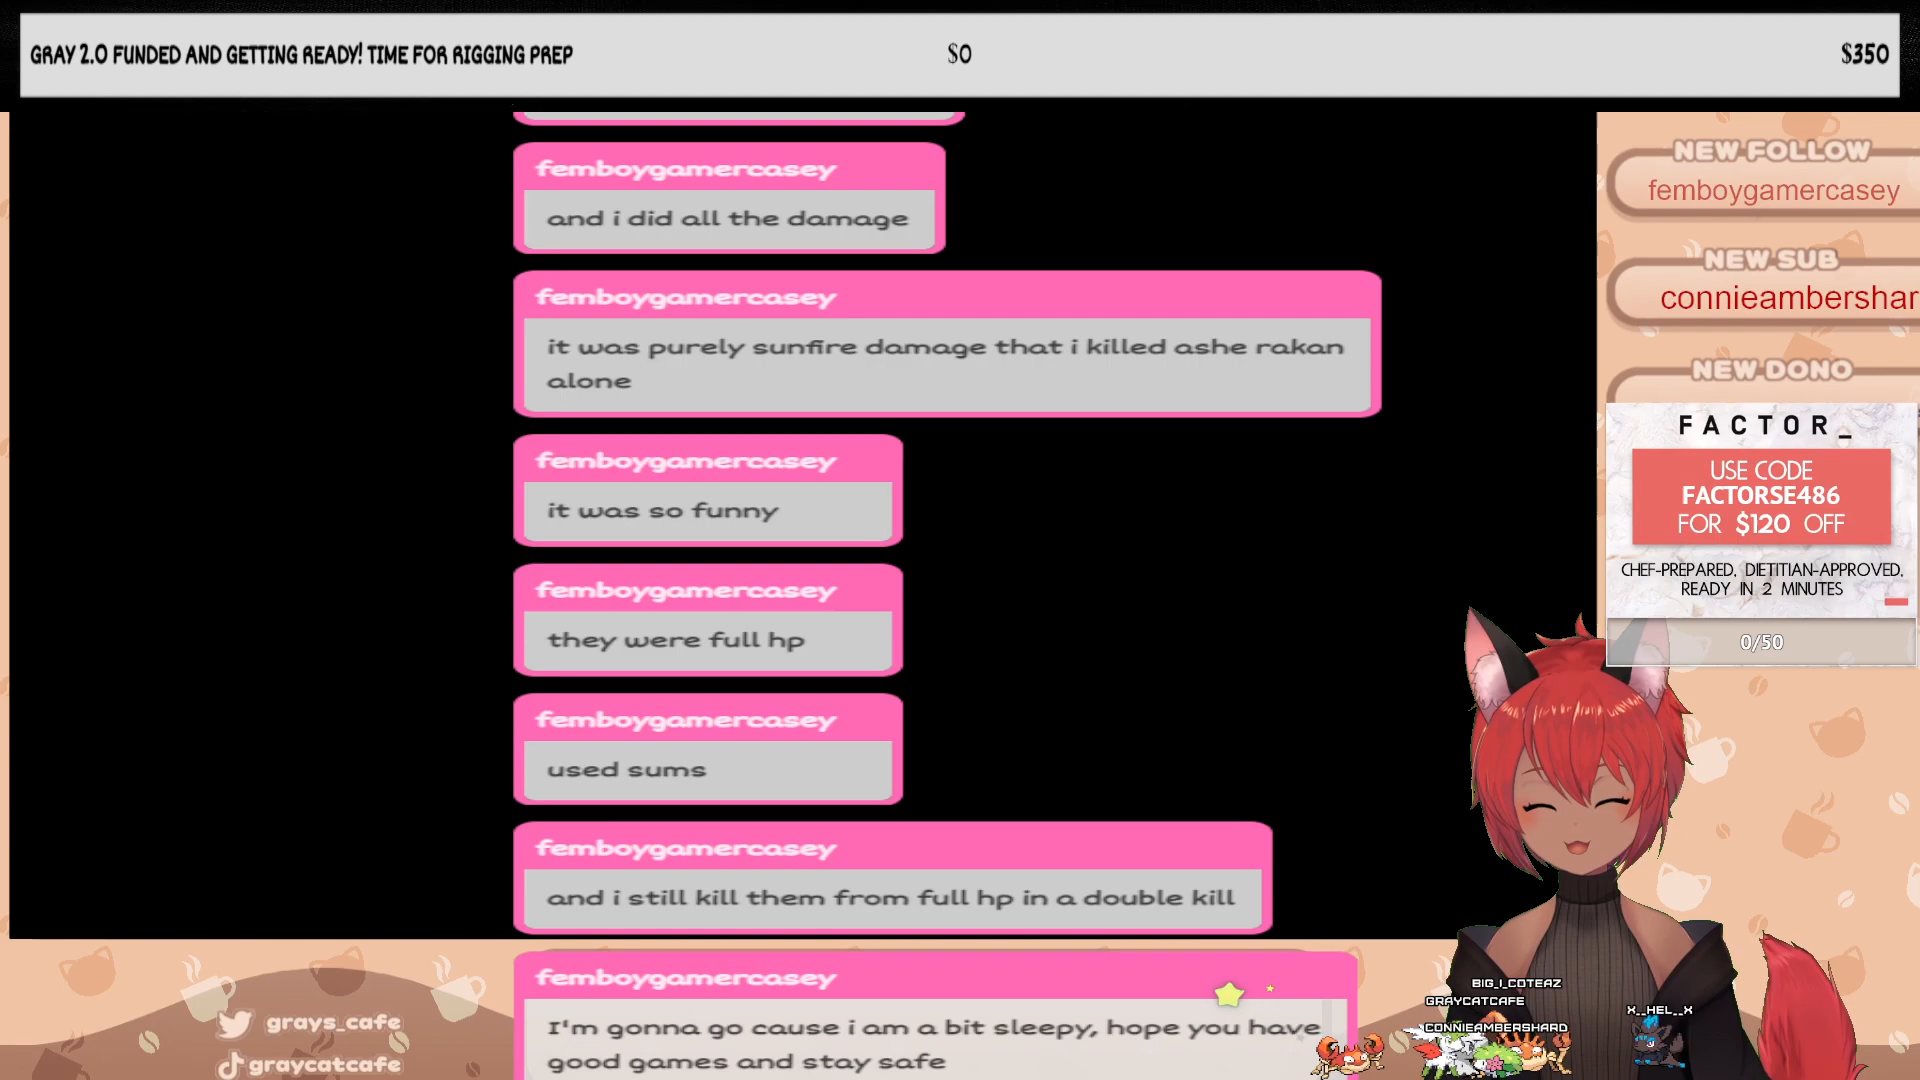 GRAY 2.0 FUNDED AND GETTING READY! TIME FOR RIGGING PREP
$0
$350
femboygamercasey
and i did all the damage
femboygamercasey
it was purely sunfire damage that i killed ashe rakan
alone
femboygamercasey
it was so funny
femboygamercasey
they were full hp
femboygamercasey
used sums
femboygamercasey
and i still kill them from full hp in a double kill
femboygamercasey
I'm gonna go cause i am a bit sleepy, hope you have
good games and stay safe
NEW FOLLOW
femboygamercasey
NEW SUB
connieambershar
NEW DONO
FACTOR_
USE CODE
FACTORSE486
FOR $120 OFF
CHEF-PREPARED, DIETITIAN-APPROVED,
READY IN 2 MINUTES
0/50
grays_cafe
graycatcafe
BIG_I_COTEAZ
GRAYCATCAFE
CONNIEAMBERSHARD
X__HEL__X